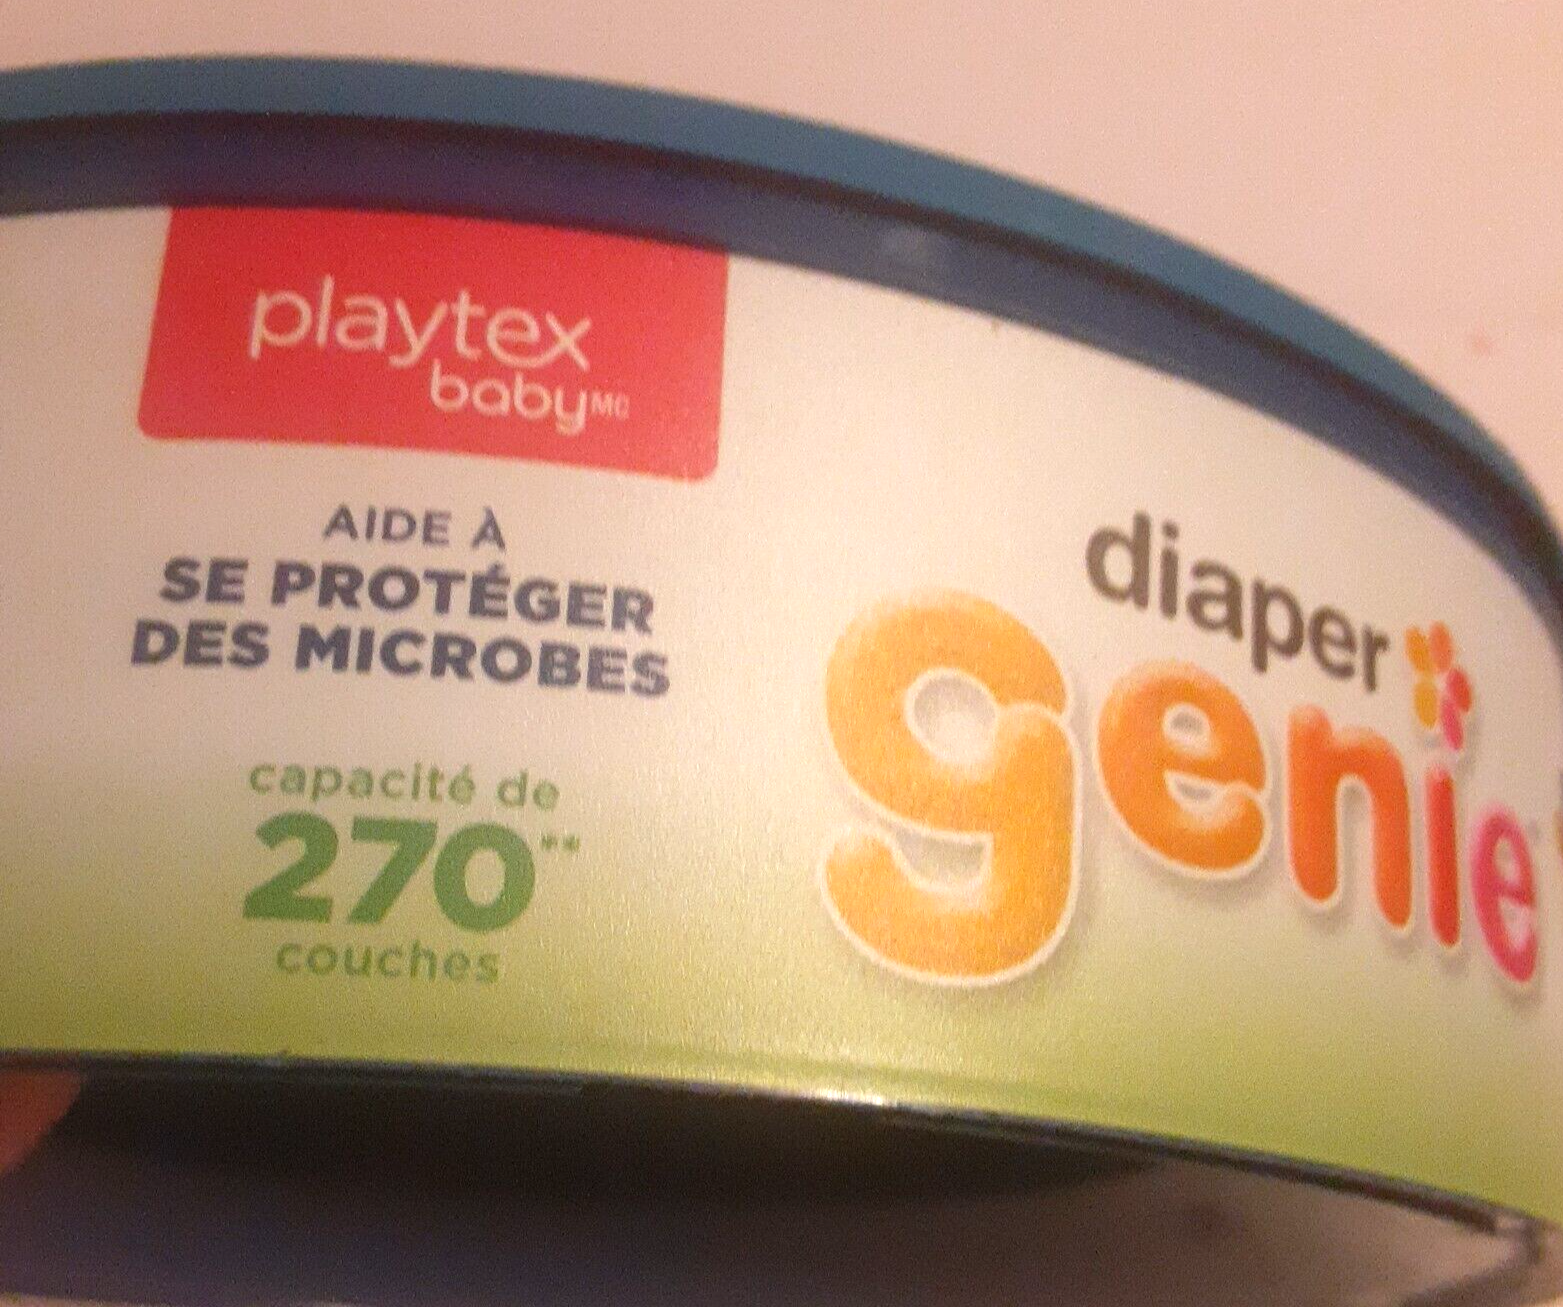 playtex
baby MC
AIDE À
SE PROTÉGER
DES MICROBES
capacité de
270**
couches
diaper
genie